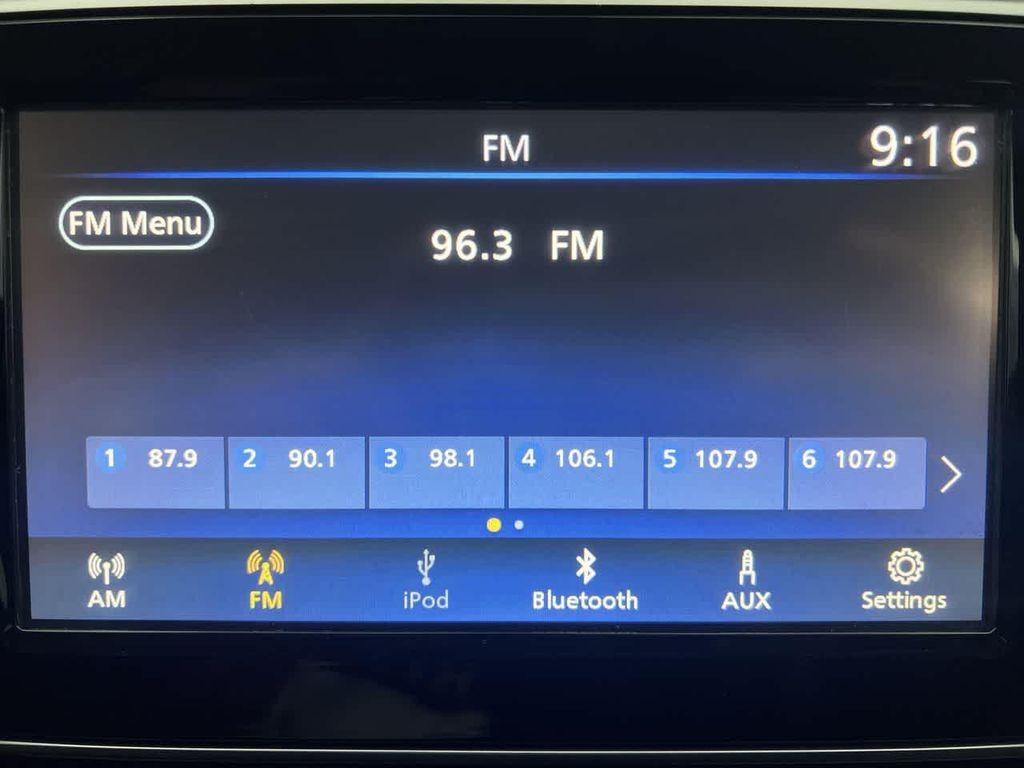 FM 9:16
FM Menu
96.3 FM
1 87.9 2 90.1 3 98.1 4 106.1 5 107.9 6 107.9
AM FM iPod Bluetooth AUX Settings